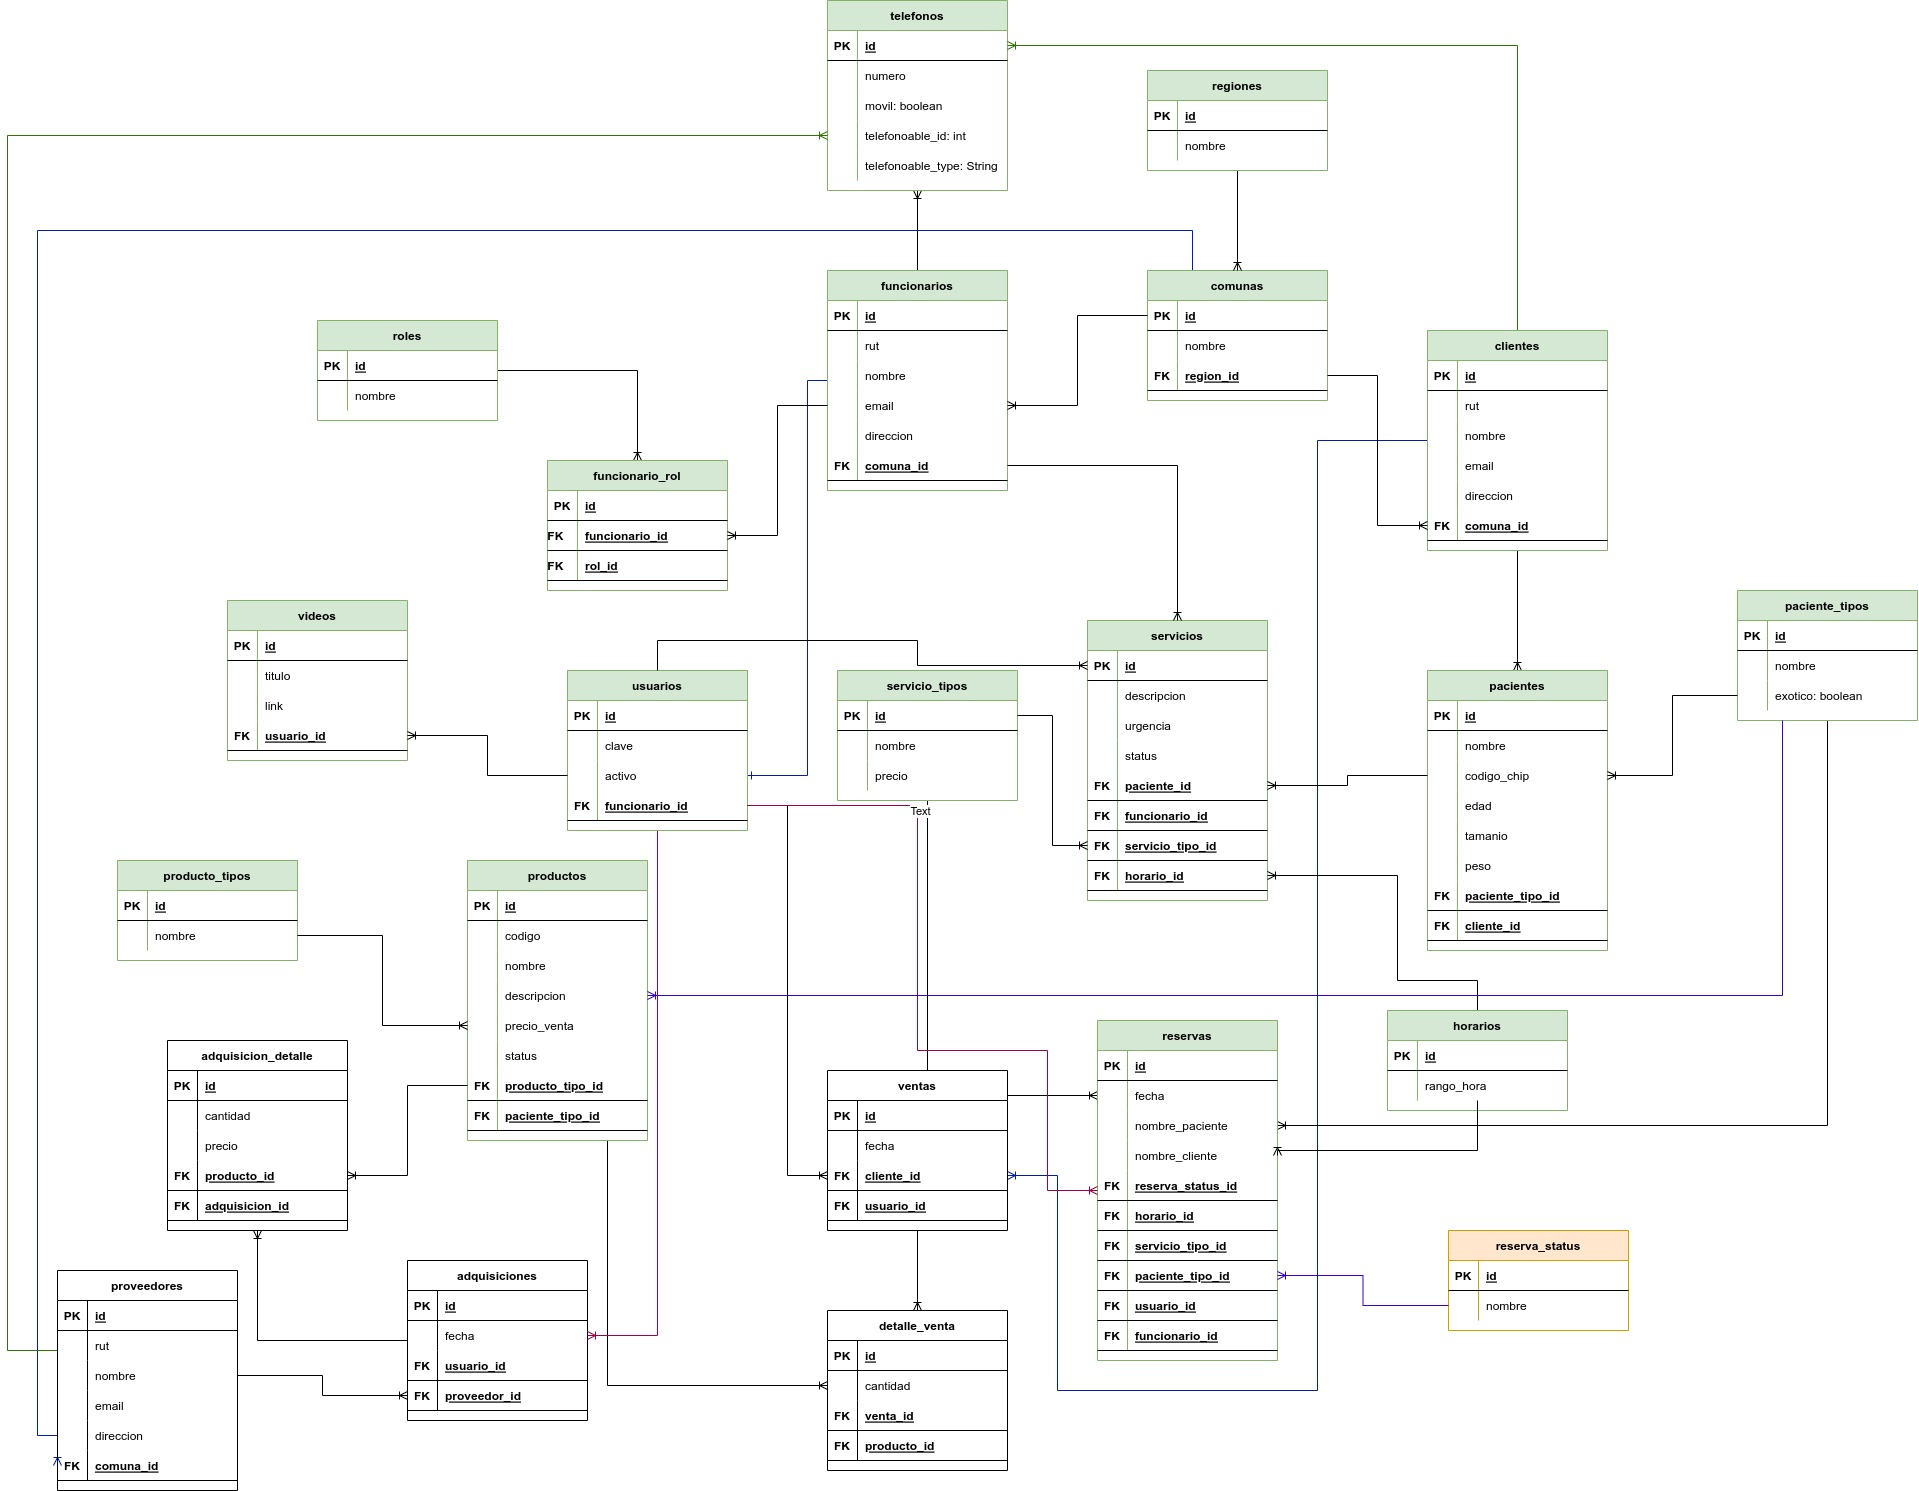 telefonos
PK id
numero
movil: boolean
telefonoable_id: int
telefonoable_type: String
regiones
PK id
nombre
funcionarios
PK id
rut
nombre
email
direccion
FK comuna_id
comunas
PK id
nombre
FK region_id
roles
PK id
nombre
clientes
PK id
rut
nombre
email
direccion
FK comuna_id
funcionario_rol
PK id
FK funcionario_id
FK rol_id
videos
PK id
titulo
link
FK usuario_id
usuarios
PK id
clave
activo
FK funcionario_id
servicio_tipos
PK id
nombre
precio
Text
servicios
PK id
descripcion
urgencia
status
FK paciente_id
FK funcionario_id
FK servicio_tipo_id
FK horario_id
pacientes
PK id
nombre
codigo_chip
edad
tamanio
peso
FK paciente_tipo_id
FK cliente_id
paciente_tipos
PK id
nombre
exotico: boolean
producto_tipos
PK id
nombre
productos
PK id
codigo
nombre
descripcion
precio_venta
status
FK producto_tipo_id
FK paciente_tipo_id
adquisicion_detalle
PK id
cantidad
precio
FK producto_id
FK adquisicion_id
ventas
PK id
fecha
FK cliente_id
FK usuario_id
reservas
PK id
fecha
nombre_paciente
nombre_cliente
FK reserva_status_id
FK horario_id
FK servicio_tipo_id
FK paciente_tipo_id
FK usuario_id
FK funcionario_id
horarios
PK id
rango_hora
reserva_status
PK id
nombre
proveedores
PK id
rut
nombre
email
direccion
FK comuna_id
adquisiciones
PK id
fecha
FK usuario_id
FK proveedor_id
detalle_venta
PK id
cantidad
FK venta_id
FK producto_id